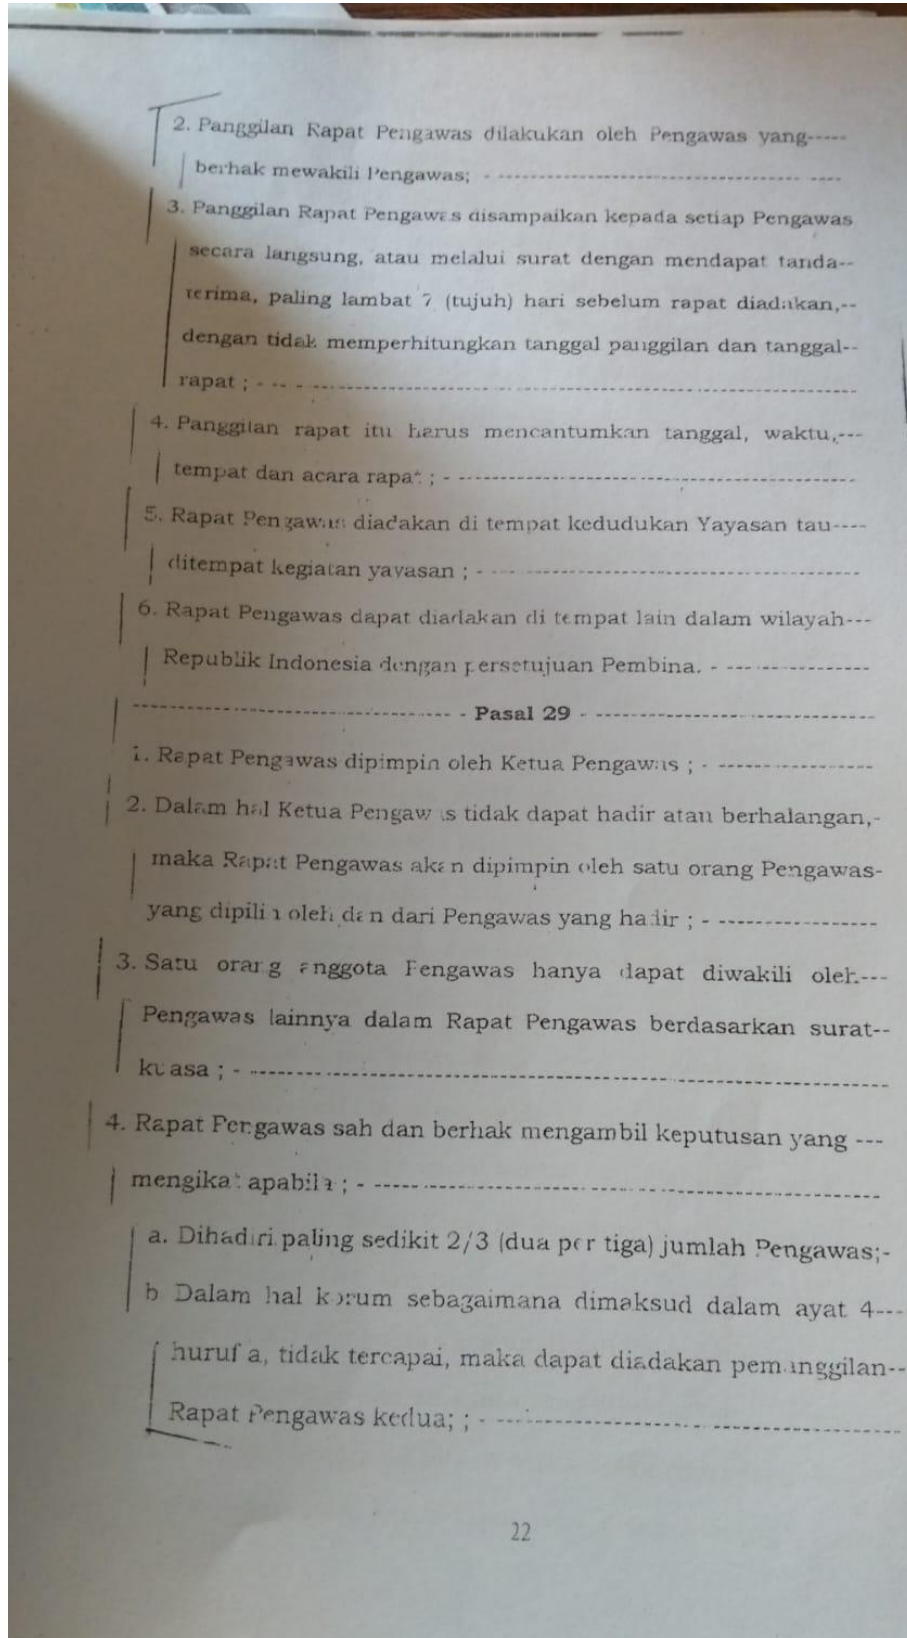 2. Panggilan Rapat Pengawas dilakukan oleh Pengawas yang-----
berhak mewakili Pengawas; - ---------------------------------------- ----
3. Panggilan Rapat Pengawas disampaikan kepada setiap Pengawas
secara langsung, atau melalui surat dengan mendapat tanda--
terima, paling lambat 7 (tujuh) hari sebelum rapat diadakan,--
dengan tidak memperhitungkan tanggal panggilan dan tanggal--
rapat ; - -- - ----------------------------------------------------------------------
4. Panggilan rapat itu harus mencantumkan tanggal, waktu,---
tempat dan acara rapat ; - ----------------------------------------------------
5. Rapat Pengawas diadakan di tempat kedudukan Yayasan tau----
ditempat kegiatan yayasan ; - ------------------------------------------------
6. Rapat Pengawas dapat diadakan di tempat lain dalam wilayah---
Republik Indonesia dengan persetujuan Pembina. - -------------------
---------------------------------------- - Pasal 29 - ------------------------------------
1. Rapat Pengawas dipimpin oleh Ketua Pengawas ; - --------------------
2. Dalam hal Ketua Pengawas tidak dapat hadir atau berhalangan,-
maka Rapat Pengawas akan dipimpin oleh satu orang Pengawas-
yang dipilih oleh dan dari Pengawas yang hadir ; - --------------------
3. Satu orang anggota Pengawas hanya dapat diwakili oleh---
Pengawas lainnya dalam Rapat Pengawas berdasarkan surat--
kuasa ; - --------------------------------------------------------------------------------
4. Rapat Pengawas sah dan berhak mengambil keputusan yang ---
mengikat apabila ; - ----------------------------------------------------------------
a. Dihadiri paling sedikit 2/3 (dua per tiga) jumlah Pengawas;-
b Dalam hal korum sebagaimana dimaksud dalam ayat 4---
huruf a, tidak tercapai, maka dapat diadakan pemanggilan--
Rapat Pengawas kedua; ; - ----------------------------------------------------
22